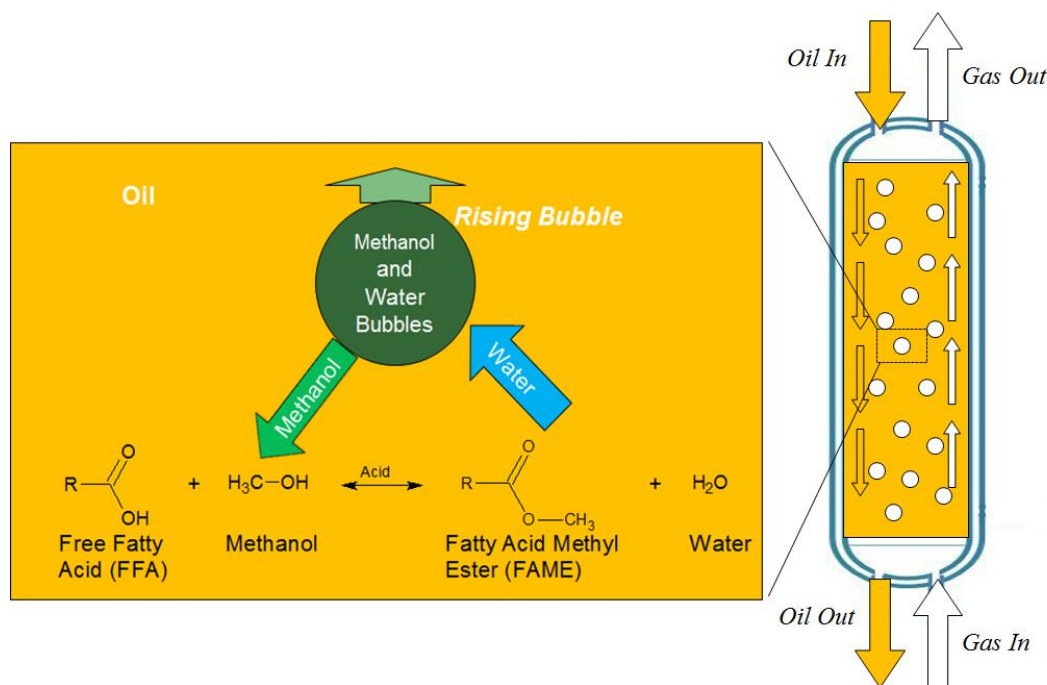 Oil In
Gas Out
Oil
Rising Bubble
Methanol
and
Water
Bubbles
Methanol
Water
R
O
OH
+
H₃C–OH
Acid
R
O
O–CH₃
+
H₂O
Free Fatty
Acid (FFA)
Methanol
Fatty Acid Methyl
Ester (FAME)
Water
Oil Out
Gas In